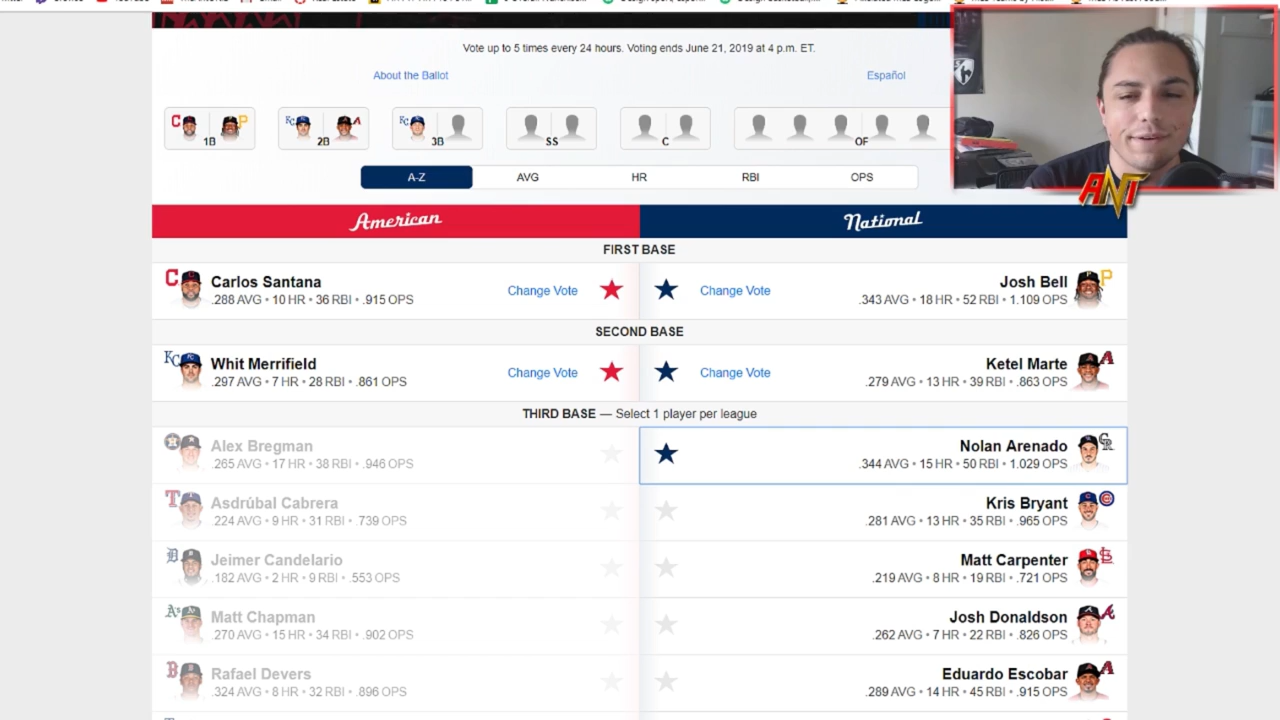 Vote up to 5 times every 24 hours. Voting ends June 21, 2019 at 4 p.m. ET.
About the Ballot
Español
1B
2B
3B
SS
C
OF
ANT
A-Z
AVG
HR
RBI
OPS
American
National
FIRST BASE
Carlos Santana
.288 AVG • 10 HR • 36 RBI • .915 OPS
Change Vote
Change Vote
Josh Bell
.343 AVG • 18 HR • 52 RBI • 1.109 OPS
SECOND BASE
Whit Merrifield
.297 AVG • 7 HR • 28 RBI • .861 OPS
Change Vote
Change Vote
Ketel Marte
.279 AVG • 13 HR • 39 RBI • .863 OPS
THIRD BASE — Select 1 player per league
Alex Bregman
.265 AVG • 17 HR • 38 RBI • .946 OPS
Nolan Arenado
.344 AVG • 15 HR • 50 RBI • 1.029 OPS
Asdrúbal Cabrera
.224 AVG • 9 HR • 31 RBI • .739 OPS
Kris Bryant
.281 AVG • 13 HR • 35 RBI • .965 OPS
Jeimer Candelario
.182 AVG • 2 HR • 9 RBI • .553 OPS
Matt Carpenter
.219 AVG • 8 HR • 19 RBI • .721 OPS
Matt Chapman
.270 AVG • 15 HR • 34 RBI • .902 OPS
Josh Donaldson
.262 AVG • 7 HR • 22 RBI • .826 OPS
Rafael Devers
.324 AVG • 8 HR • 32 RBI • .896 OPS
Eduardo Escobar
.289 AVG • 14 HR • 45 RBI • .915 OPS